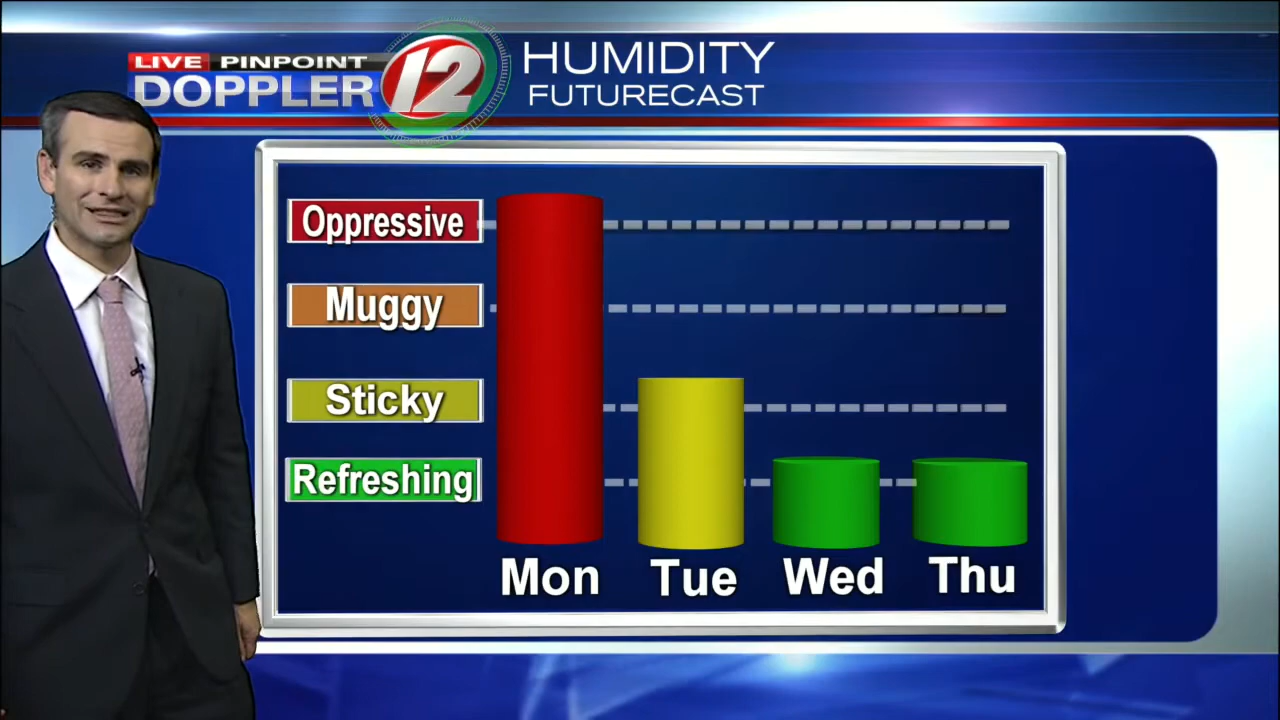 LIVE PINPOINT
DOPPLER 12
HUMIDITY
FUTURECAST
Oppressive
Muggy
Sticky
Refreshing
Mon Tue Wed Thu